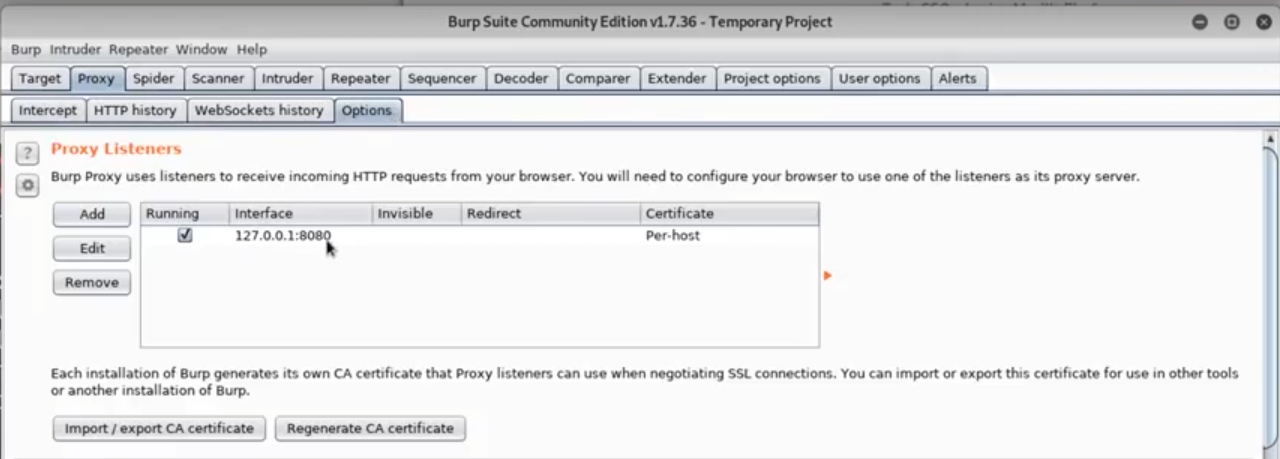 Burp Suite Community Edition v1.7.36 - Temporary Project
Burp Intruder Repeater Window Help
Target Proxy Spider Scanner Intruder Repeater Sequencer Decoder Comparer Extender Project options User options Alerts
Intercept HTTP history WebSockets history Options
? Proxy Listeners
Burp Proxy uses listeners to receive incoming HTTP requests from your browser. You will need to configure your browser to use one of the listeners as its proxy server.
Add Running Interface Invisible Redirect Certificate
127.0.0.1:8080 Per-host
Edit
Remove
Each installation of Burp generates its own CA certificate that Proxy listeners can use when negotiating SSL connections. You can import or export this certificate for use in other tools
or another installation of Burp.
Import / export CA certificate Regenerate CA certificate